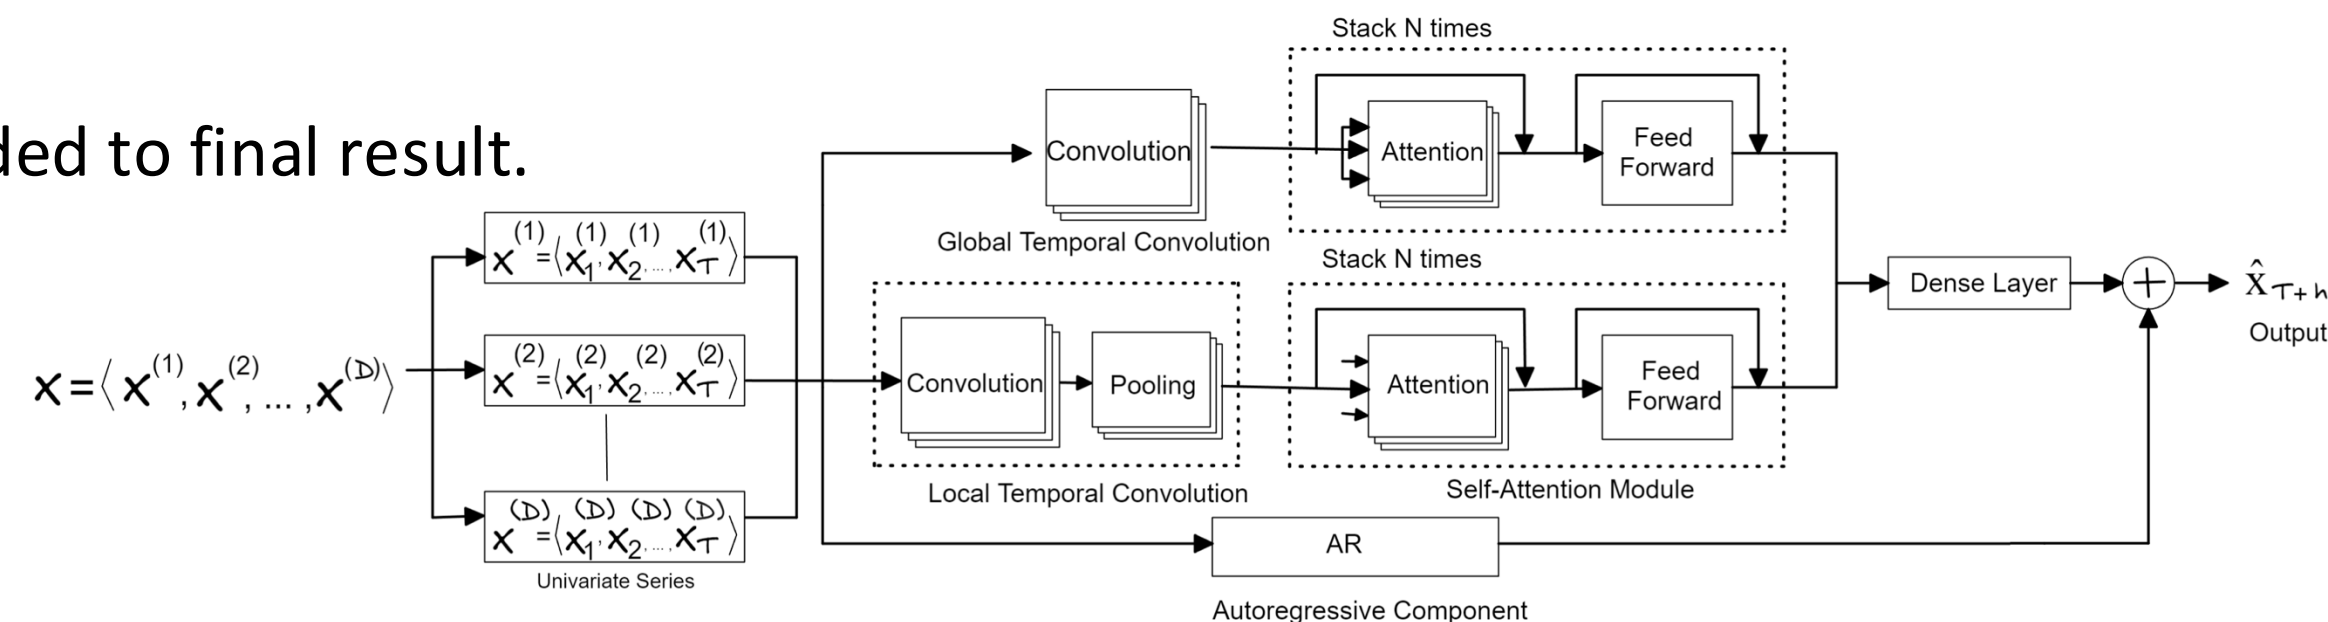 ded to final result.
X = ⟨ X^(1), X^(2), ... , X^(D) ⟩
X^(1) = ⟨ X_1^(1), X_2^(1), ..., X_T^(1) ⟩
X^(2) = ⟨ X_1^(2), X_2^(2), ..., X_T^(2) ⟩
X^(D) = ⟨ X_1^(D), X_2^(D), ..., X_T^(D) ⟩
Univariate Series
Convolution
Global Temporal Convolution
Stack N times
Attention
Feed
Forward
Convolution
Pooling
Local Temporal Convolution
Stack N times
Attention
Feed
Forward
Self-Attention Module
AR
Autoregressive Component
Dense Layer
+
x̂_T+h
Output